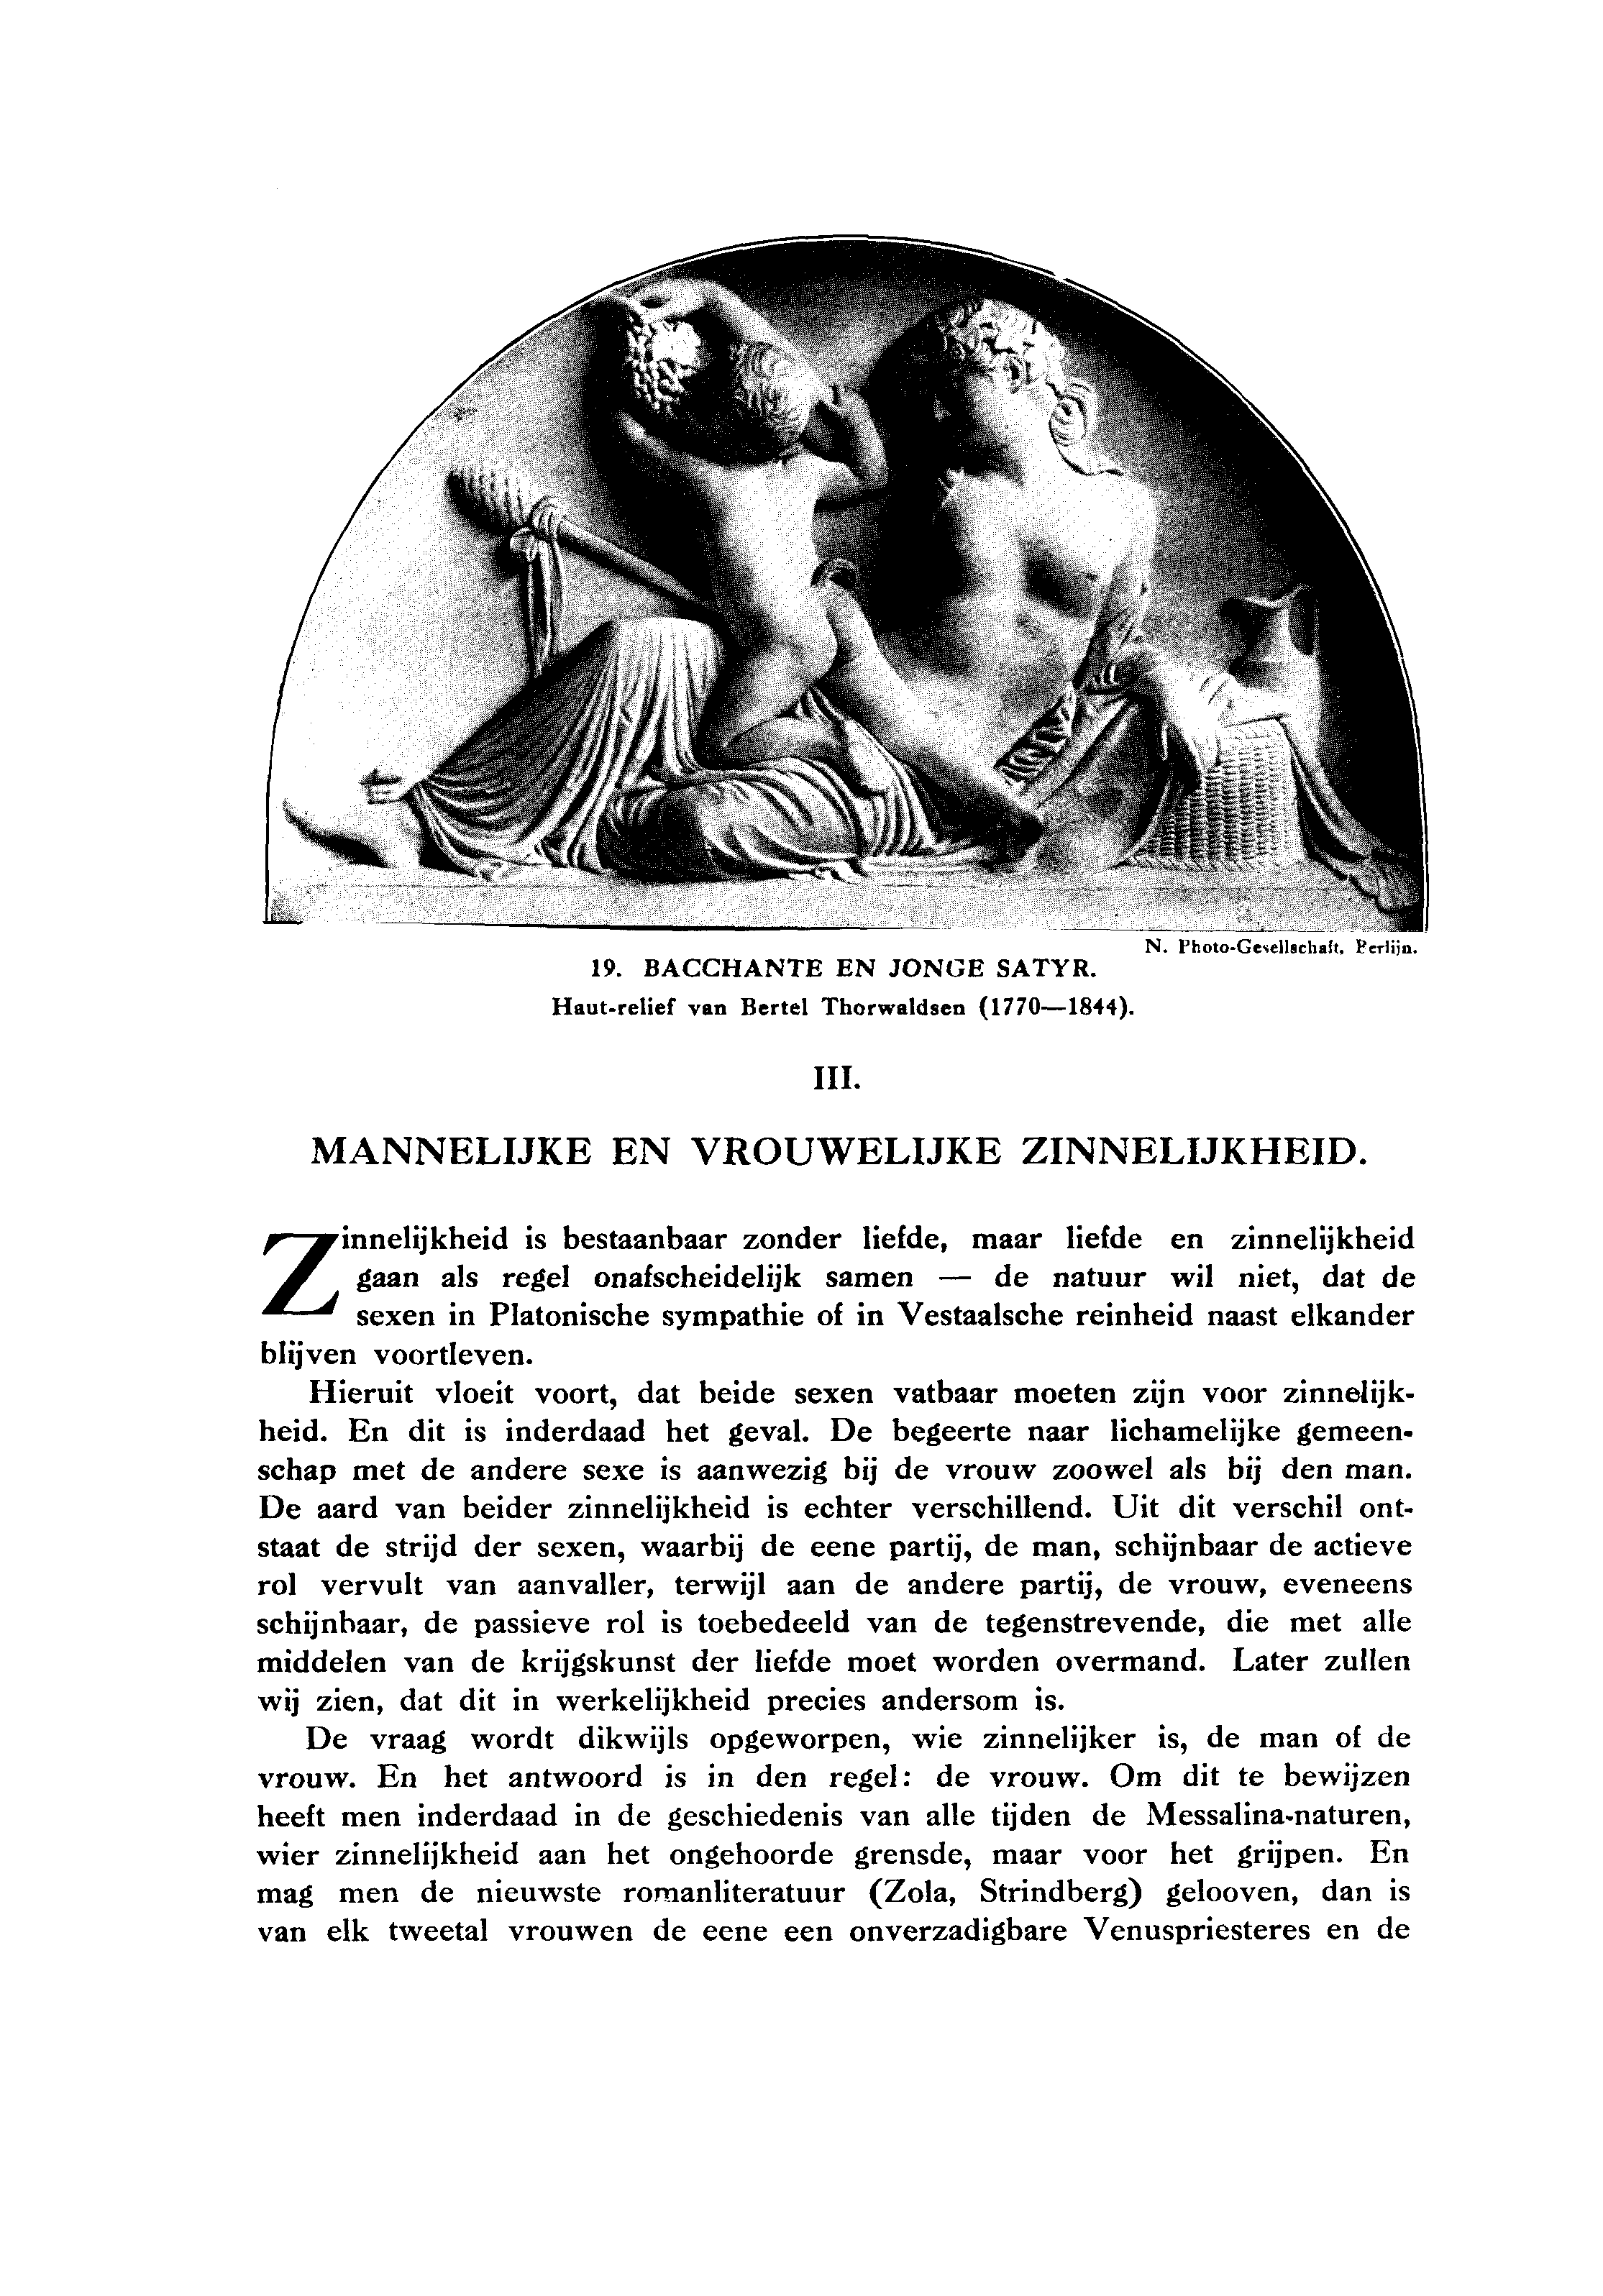 N. Photo-Gesellschaft. Berlijn.
19. BACCHANTE EN JONGE SATYR.
Haut-relief van Bertel Thorwaldsen (1770—1844).
III.
MANNELIJKE EN VROUWELIJKE ZINNELIJKHEID.
Zinnelijkheid is bestaanbaar zonder liefde, maar liefde en zinnelijkheid
gaan als regel onafscheidelijk samen — de natuur wil niet, dat de
sexen in Platonische sympathie of in Vestaalsche reinheid naast elkander
blijven voortleven.
Hieruit vloeit voort, dat beide sexen vatbaar moeten zijn voor zinnelijk-
heid. En dit is inderdaad het geval. De begeerte naar lichamelijke gemeen-
schap met de andere sexe is aanwezig bij de vrouw zoowel als bij den man.
De aard van beider zinnelijkheid is echter verschillend. Uit dit verschil ont-
staat de strijd der sexen, waarbij de eene partij, de man, schijnbaar de actieve
rol vervult van aanvaller, terwijl aan de andere partij, de vrouw, eveneens
schijnbaar, de passieve rol is toebedeeld van de tegenstrevende, die met alle
middelen van de krijgskunst der liefde moet worden overmand. Later zullen
wij zien, dat dit in werkelijkheid precies andersom is.
De vraag wordt dikwijls opgeworpen, wie zinnelijker is, de man of de
vrouw. En het antwoord is in den regel: de vrouw. Om dit te bewijzen
heeft men inderdaad in de geschiedenis van alle tijden de Messalina-naturen,
wier zinnelijkheid aan het ongehoorde grensde, maar voor het grijpen. En
mag men de nieuwste romanliteratuur (Zola, Strindberg) gelooven, dan is
van elk tweetal vrouwen de eene een onverzadigbare Venuspriesteres en de